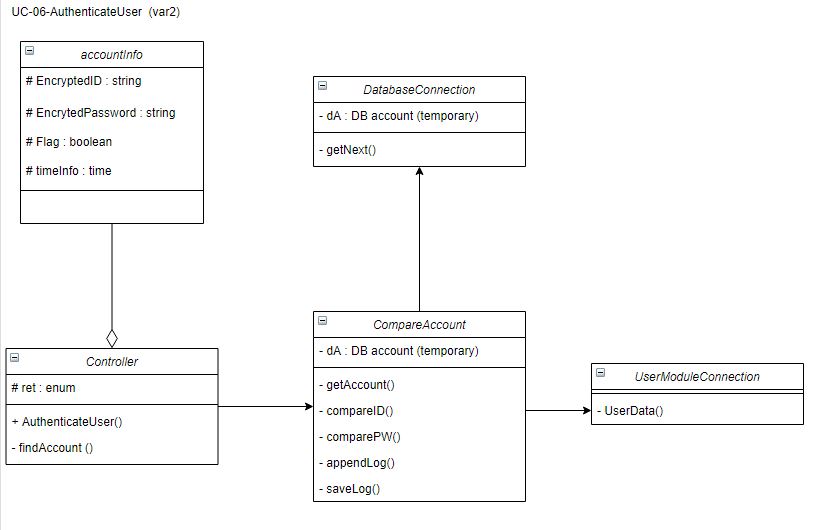 UC-06-AuthenticateUser (var2)
accountInfo
# EncryptedID : string
# EncrytedPassword : string
# Flag : boolean
# timeInfo : time
DatabaseConnection
- dA : DB account (temporary)
- getNext()
Controller
# ret : enum
+ AuthenticateUser()
- findAccount ()
CompareAccount
- dA : DB account (temporary)
- getAccount()
- compareID()
- comparePW()
- appendLog()
- saveLog()
UserModuleConnection
- UserData()